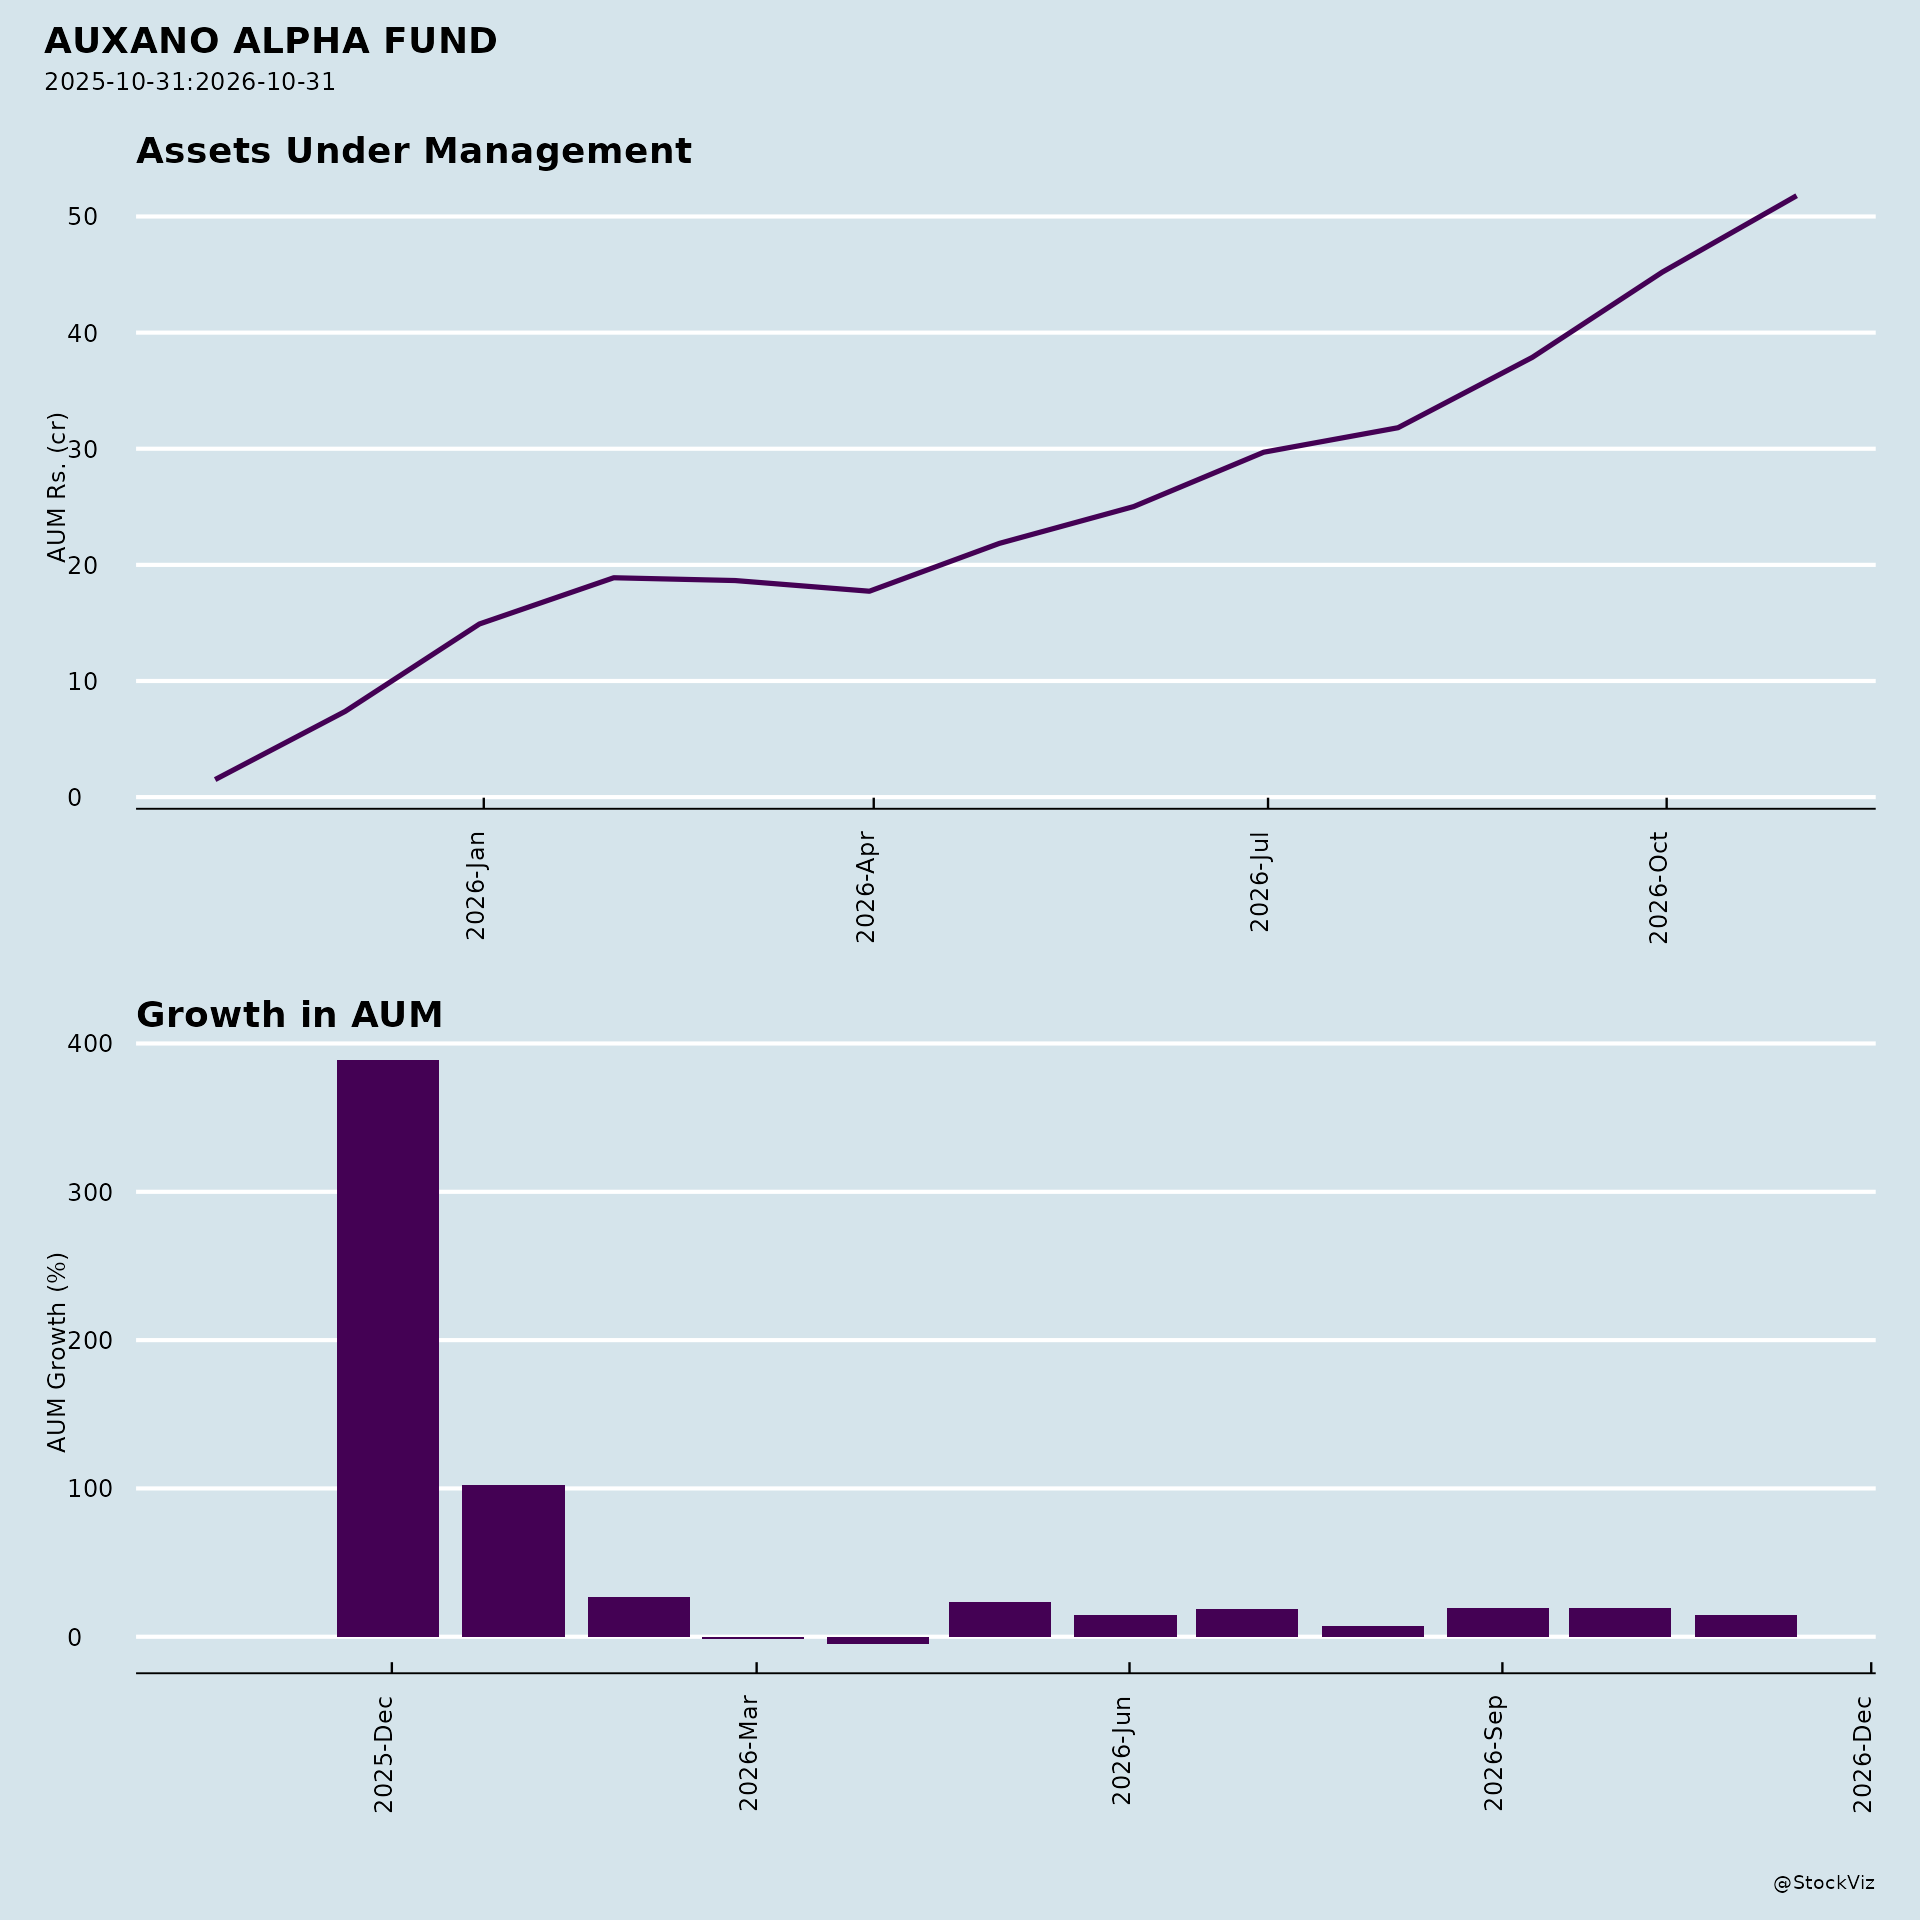 AUXANO ALPHA FUND
2025-10-31:2026-10-31
Assets Under Management
AUM Rs. (cr)
50
40
30
20
10
0
2026-Jan
2026-Apr
2026-Jul
2026-Oct
Growth in AUM
AUM Growth (%)
400
300
200
100
0
2025-Dec
2026-Mar
2026-Jun
2026-Sep
2026-Dec
@StockViz